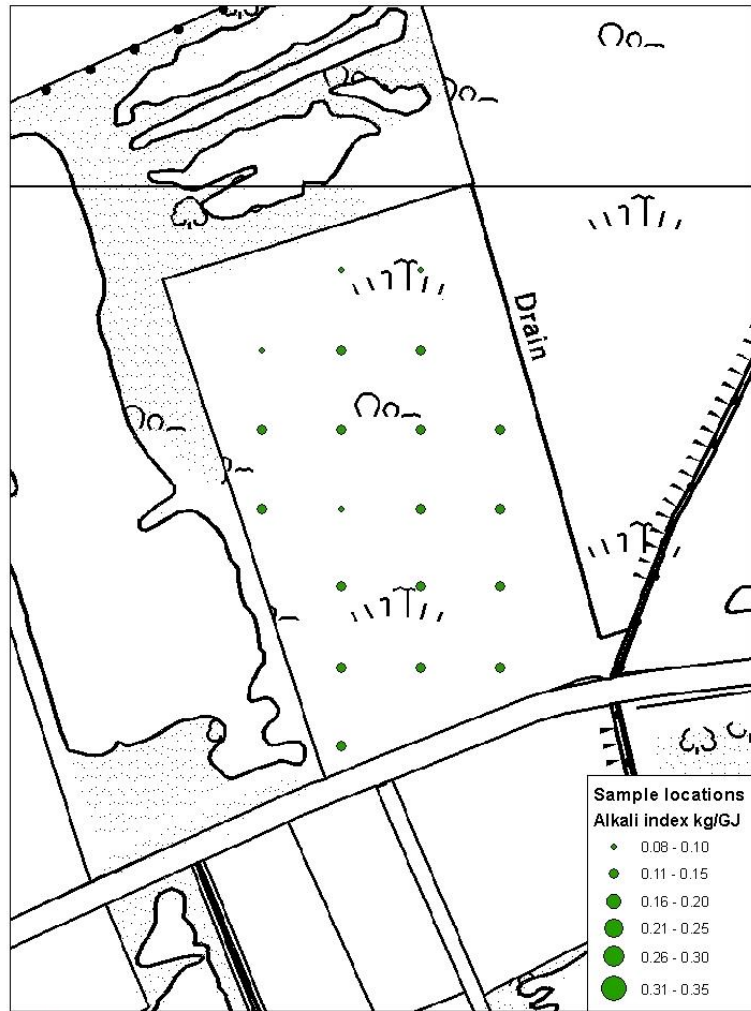 Drain
Sample locations
Alkali index kg/GJ
0.08 - 0.10
0.11 - 0.15
0.16 - 0.20
0.21 - 0.25
0.26 - 0.30
0.31 - 0.35